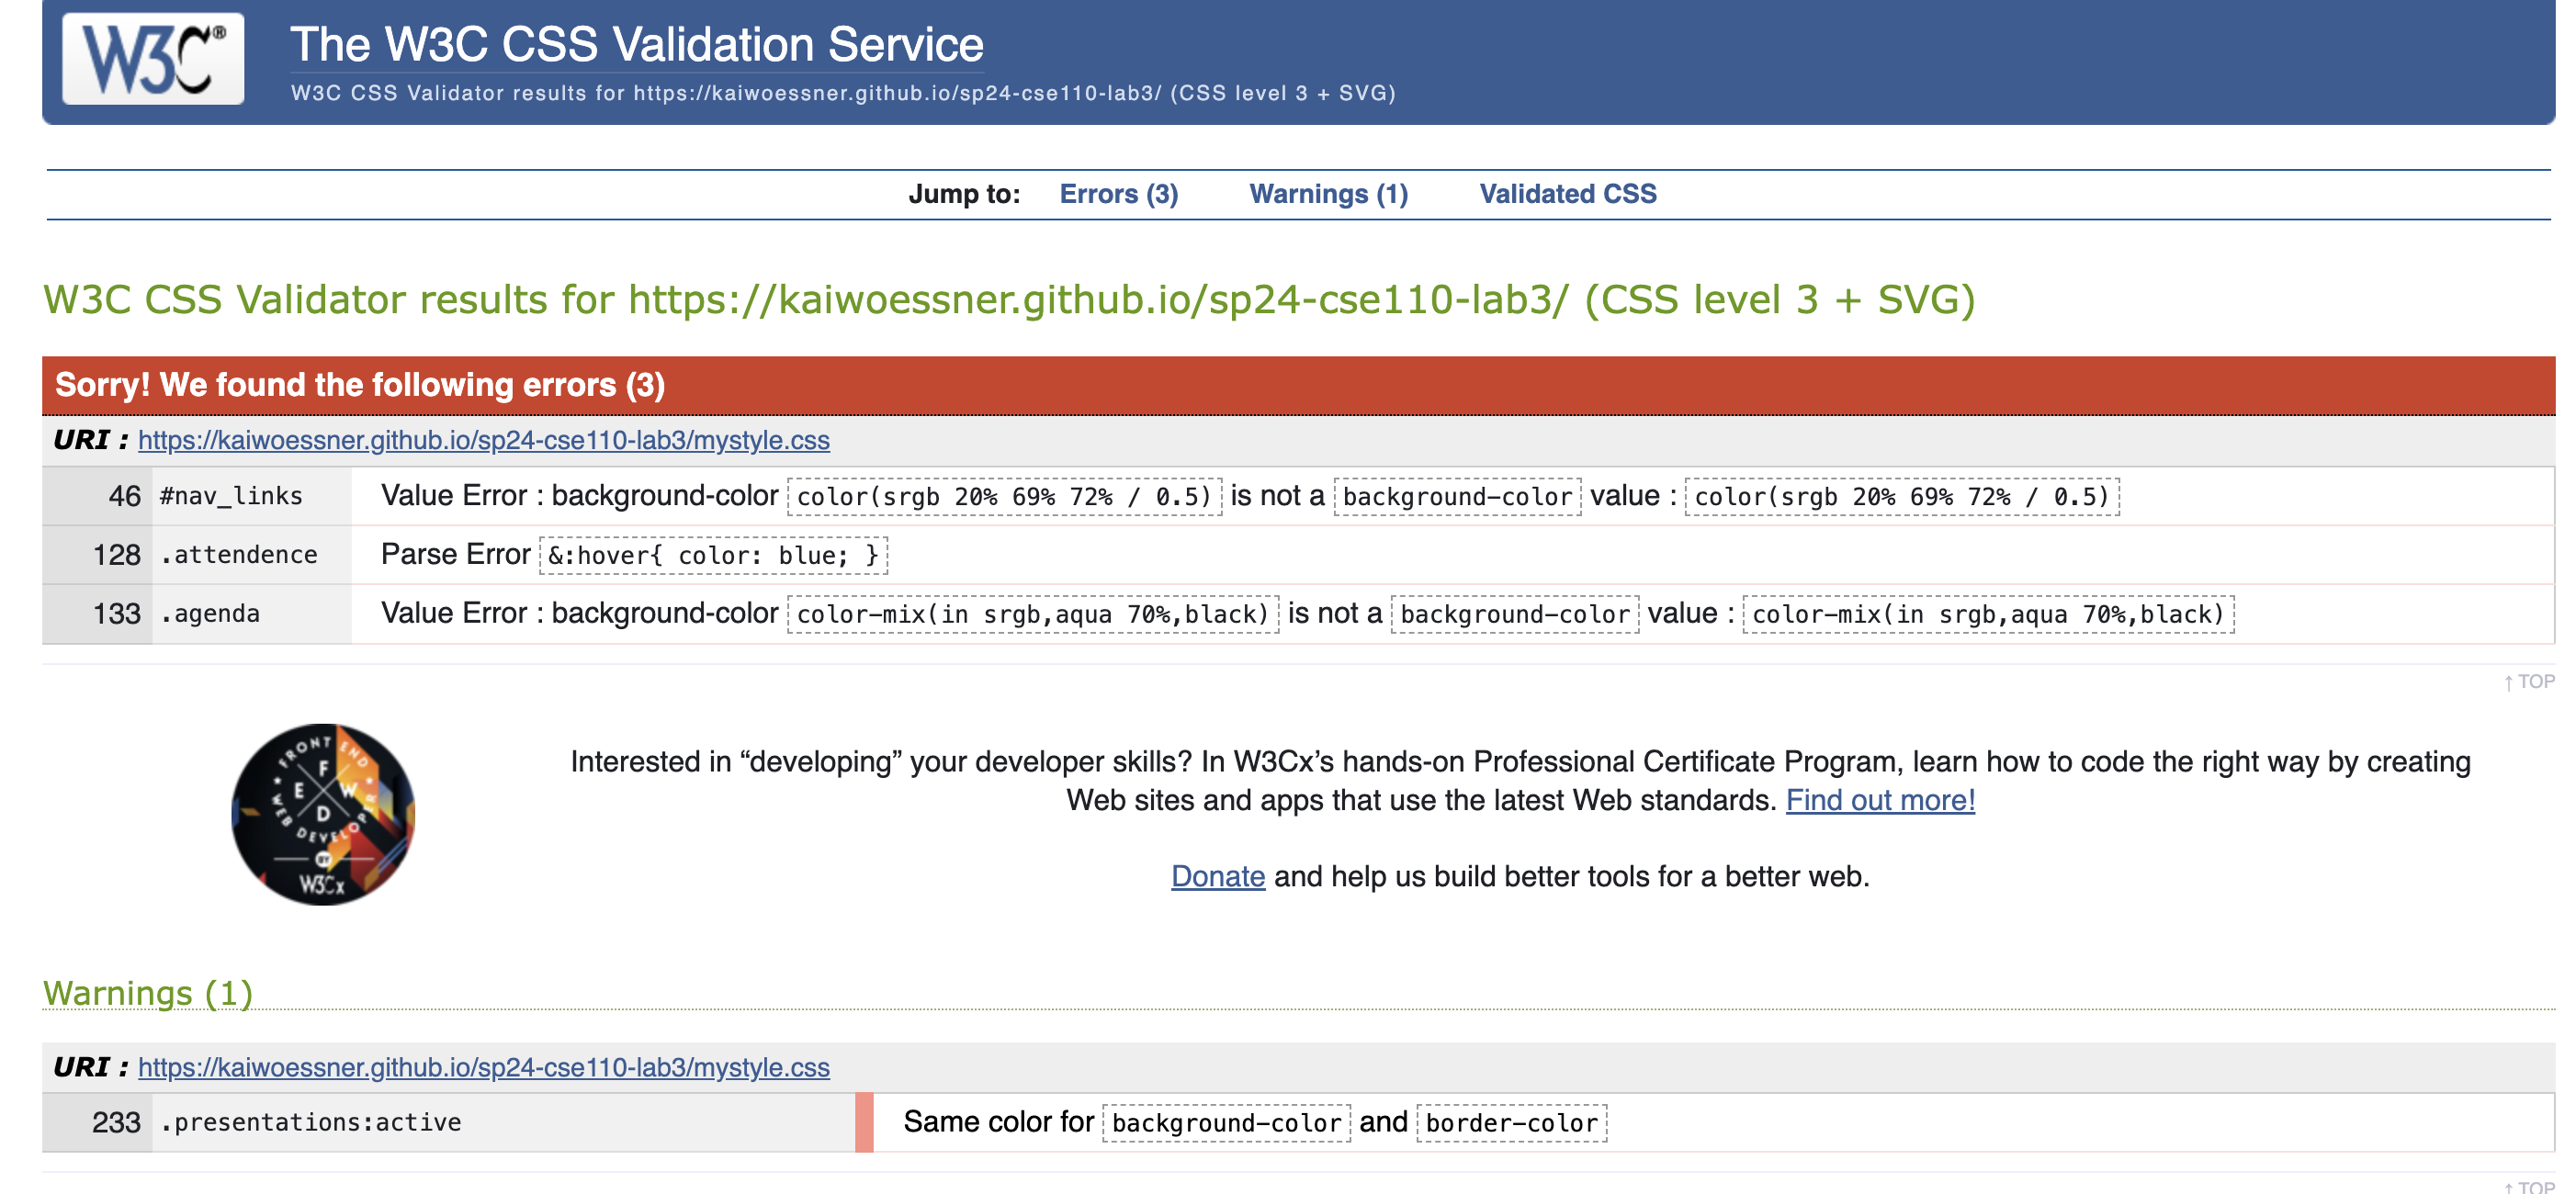 W3C®
The W3C CSS Validation Service
W3C CSS Validator results for https://kaiwoessner.github.io/sp24-cse110-lab3/ (CSS level 3 + SVG)
Jump to: Errors (3) Warnings (1) Validated CSS
W3C CSS Validator results for https://kaiwoessner.github.io/sp24-cse110-lab3/ (CSS level 3 + SVG)
Sorry! We found the following errors (3)
URI : https://kaiwoessner.github.io/sp24-cse110-lab3/mystyle.css
46 #nav_links Value Error : background-color color(srgb 20% 69% 72% / 0.5) is not a background-color value : color(srgb 20% 69% 72% / 0.5)
128 .attendence Parse Error &:hover{ color: blue; }
133 .agenda Value Error : background-color color-mix(in srgb,aqua 70%,black) is not a background-color value : color-mix(in srgb,aqua 70%,black)
↑ TOP
FRONT END
WEB DEVELOPER
F E W D
BY
W3Cx
Interested in “developing” your developer skills? In W3Cx’s hands-on Professional Certificate Program, learn how to code the right way by creating
Web sites and apps that use the latest Web standards. Find out more!
Donate and help us build better tools for a better web.
Warnings (1)
URI : https://kaiwoessner.github.io/sp24-cse110-lab3/mystyle.css
233 .presentations:active Same color for background-color and border-color
↑ TOP